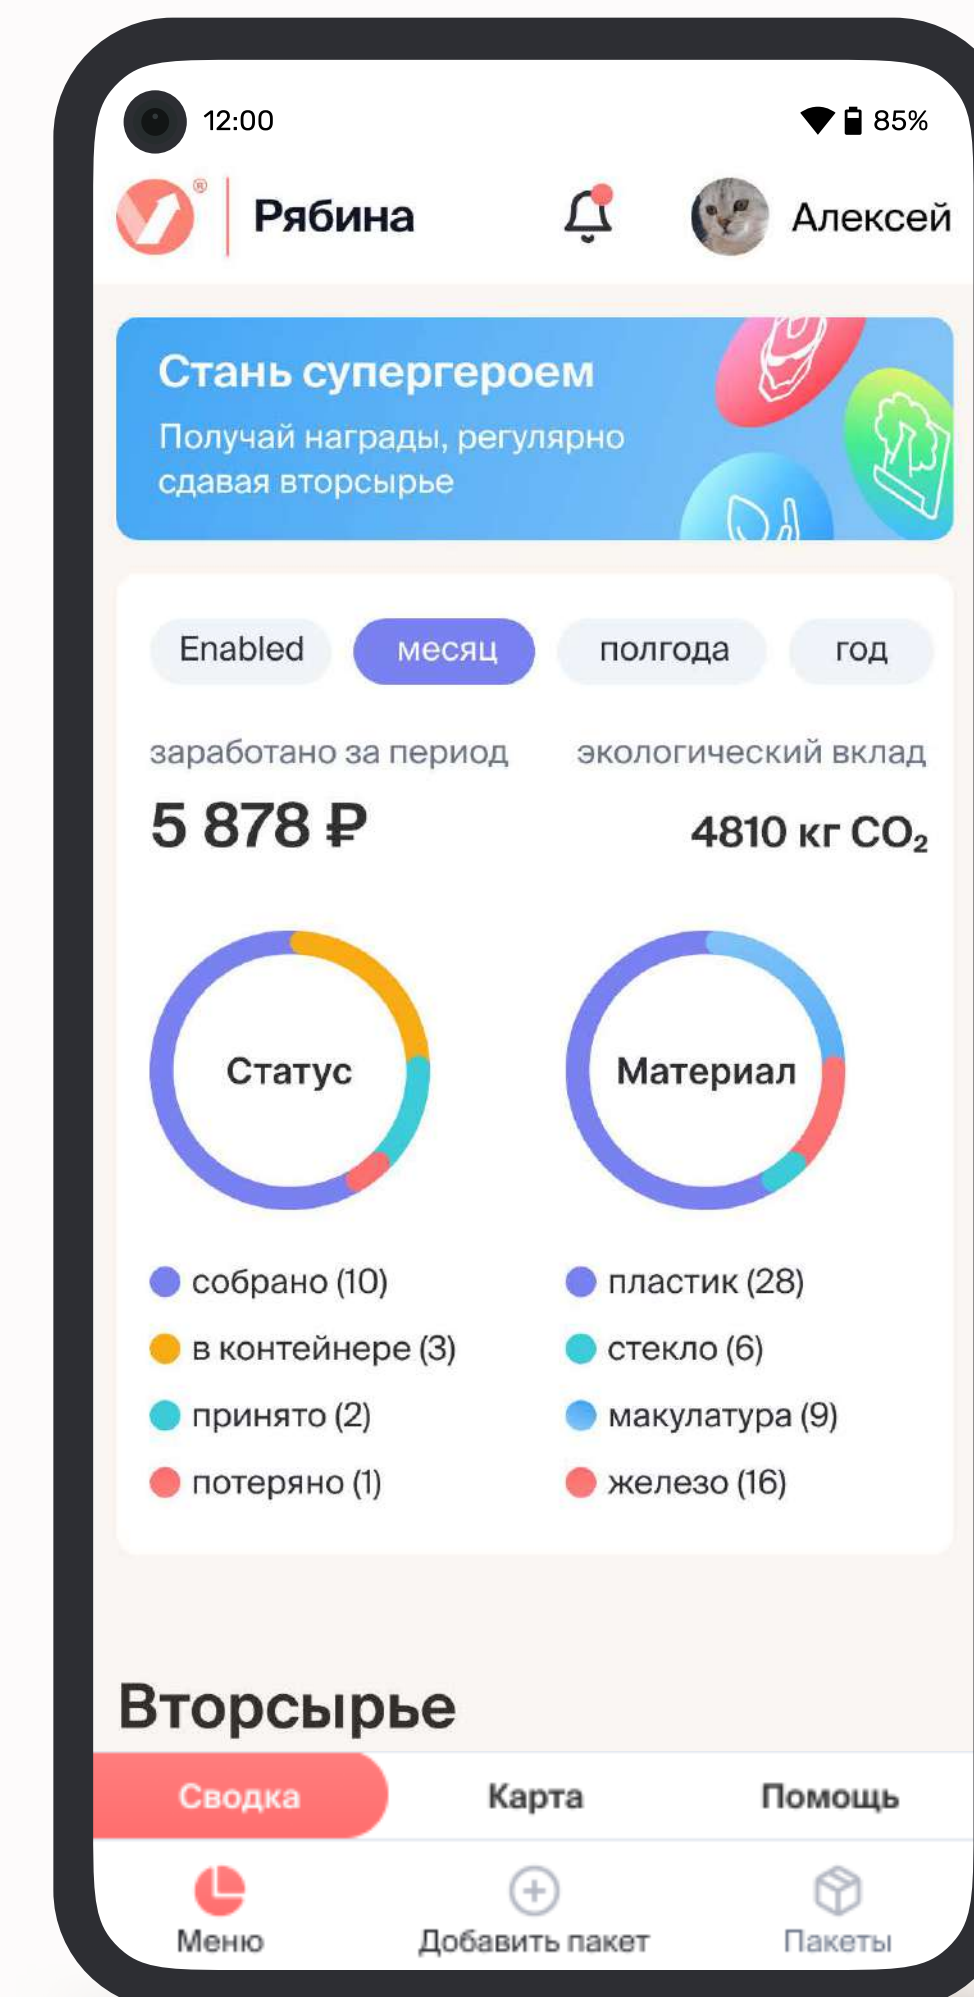 12:00
85%
®
Рябина
Алексей
Стань супергероем
Получай награды, регулярно
сдавая вторсырье
Enabled
месяц
полгода
год
заработано за период
экологический вклад
5 878 ₽
4810 кг CO₂
Статус
Материал
собрано (10)
в контейнере (3)
принято (2)
потеряно (1)
пластик (28)
стекло (6)
макулатура (9)
железо (16)
Вторсырье
Сводка
Карта
Помощь
Меню
Добавить пакет
Пакеты